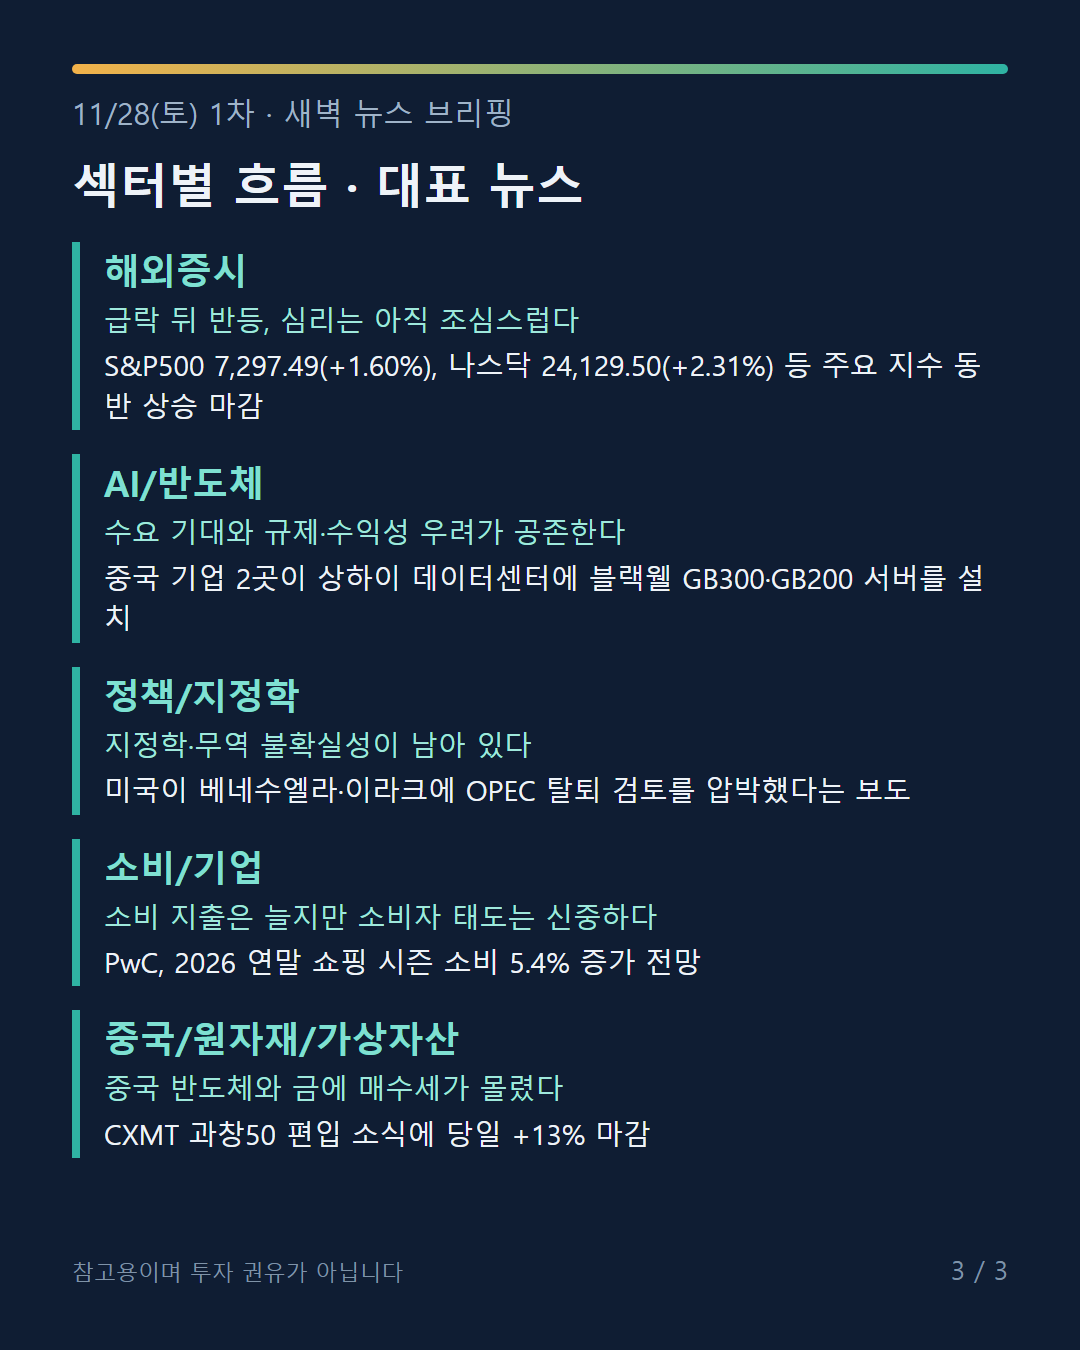 11/28(토) 1차 · 새벽 뉴스 브리핑
섹터별 흐름 · 대표 뉴스
해외증시
급락 뒤 반등, 심리는 아직 조심스럽다
S&P500 7,297.49(+1.60%), 나스닥 24,129.50(+2.31%) 등 주요 지수 동
반 상승 마감
AI/반도체
수요 기대와 규제·수익성 우려가 공존한다
중국 기업 2곳이 상하이 데이터센터에 블랙웰 GB300·GB200 서버를 설
치
정책/지정학
지정학·무역 불확실성이 남아 있다
미국이 베네수엘라·이라크에 OPEC 탈퇴 검토를 압박했다는 보도
소비/기업
소비 지출은 늘지만 소비자 태도는 신중하다
PwC, 2026 연말 쇼핑 시즌 소비 5.4% 증가 전망
중국/원자재/가상자산
중국 반도체와 금에 매수세가 몰렸다
CXMT 과창50 편입 소식에 당일 +13% 마감
참고용이며 투자 권유가 아닙니다
3 / 3